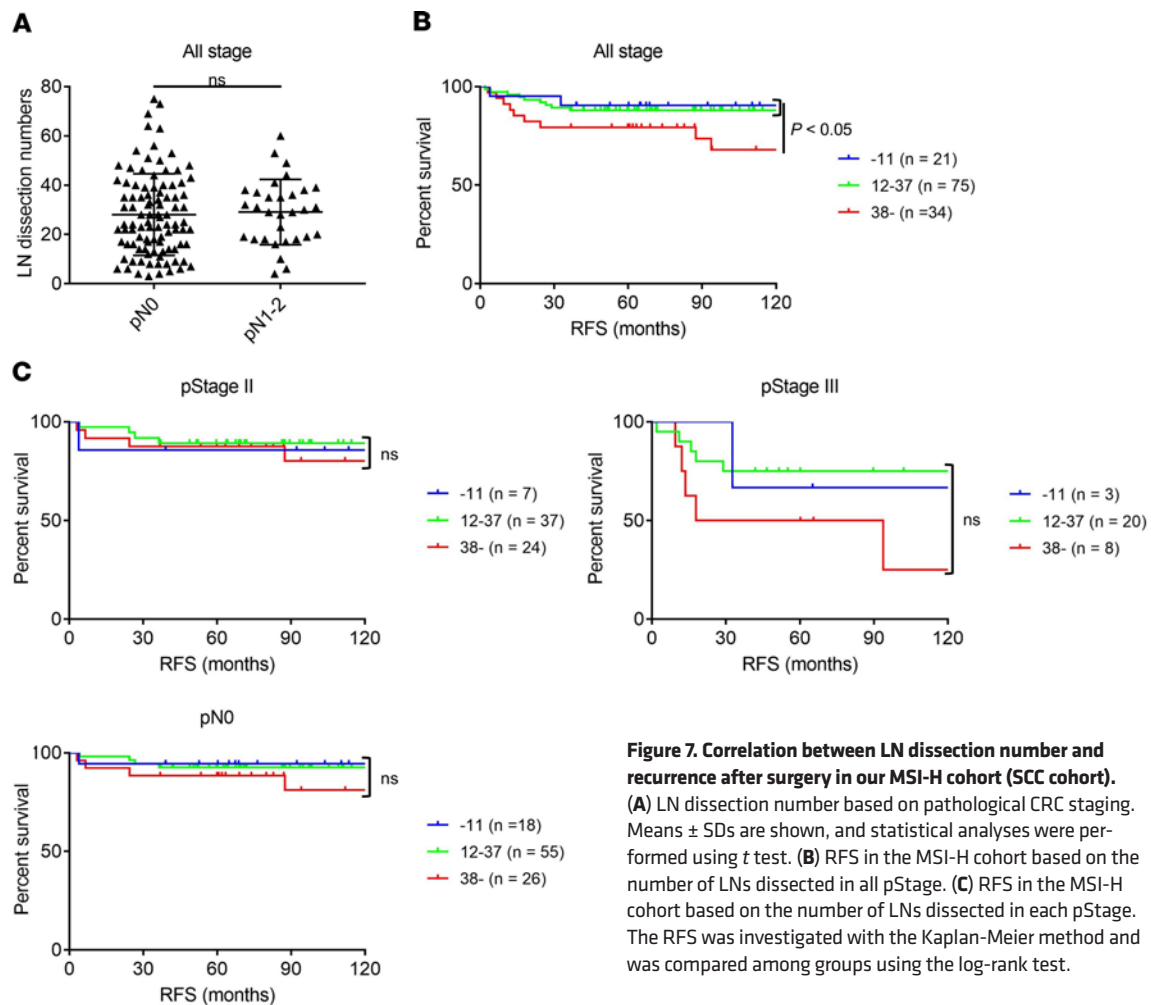 A
All stage
ns
LN dissection numbers
80
60
40
20
0
pN0
pN1-2
B
All stage
Percent survival
100
50
0
0 30 60 90 120
RFS (months)
P < 0.05
-11 (n = 21)
12-37 (n = 75)
38- (n =34)
C
pStage II
Percent survival
100
50
0
0 30 60 90 120
RFS (months)
ns
-11 (n = 7)
12-37 (n = 37)
38- (n = 24)
pStage III
Percent survival
100
50
0
0 30 60 90 120
RFS (months)
-11 (n = 3)
12-37 (n = 20)
38- (n = 8)
ns
pN0
Percent survival
100
50
0
0 30 60 90 120
RFS (months)
ns
-11 (n =18)
12-37 (n = 55)
38- (n = 26)
Figure 7. Correlation between LN dissection number and
recurrence after surgery in our MSI-H cohort (SCC cohort).
(A) LN dissection number based on pathological CRC staging.
Means ± SDs are shown, and statistical analyses were per-
formed using t test. (B) RFS in the MSI-H cohort based on the
number of LNs dissected in all pStage. (C) RFS in the MSI-H
cohort based on the number of LNs dissected in each pStage.
The RFS was investigated with the Kaplan-Meier method and
was compared among groups using the log-rank test.